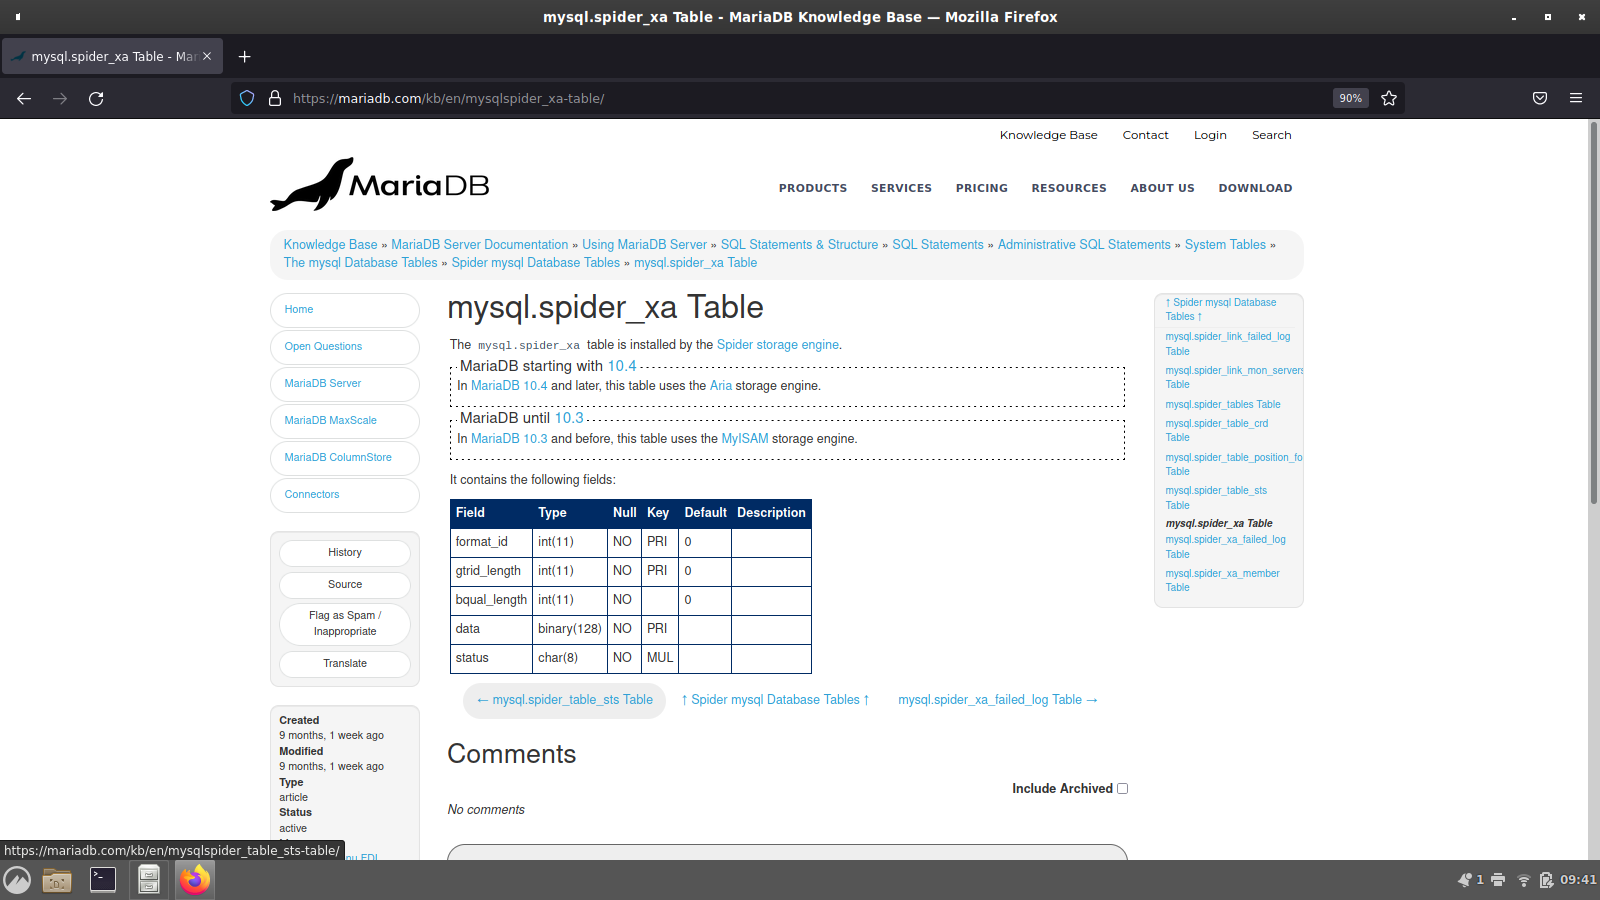 mysql.spider_xa Table - MariaDB Knowledge Base — Mozilla Firefox
mysql.spider_xa Table - Mar
https://mariadb.com/kb/en/mysqlspider_xa-table/
90%
Knowledge Base Contact Login Search
MariaDB
PRODUCTS SERVICES PRICING RESOURCES ABOUT US DOWNLOAD
Knowledge Base » MariaDB Server Documentation » Using MariaDB Server » SQL Statements & Structure » SQL Statements » Administrative SQL Statements » System Tables »
The mysql Database Tables » Spider mysql Database Tables » mysql.spider_xa Table
Home
Open Questions
MariaDB Server
MariaDB MaxScale
MariaDB ColumnStore
Connectors
History
Source
Flag as Spam /
Inappropriate
Translate
Created
9 months, 1 week ago
Modified
9 months, 1 week ago
Type
article
Status
active
mysql.spider_xa Table
The mysql.spider_xa table is installed by the Spider storage engine.
MariaDB starting with 10.4
In MariaDB 10.4 and later, this table uses the Aria storage engine.
MariaDB until 10.3
In MariaDB 10.3 and before, this table uses the MyISAM storage engine.
It contains the following fields:
Field Type Null Key Default Description
format_id int(11) NO PRI 0
gtrid_length int(11) NO PRI 0
bqual_length int(11) NO 0
data binary(128) NO PRI
status char(8) NO MUL
← mysql.spider_table_sts Table ↑ Spider mysql Database Tables ↑ mysql.spider_xa_failed_log Table →
Comments
Include Archived
No comments
↑ Spider mysql Database
Tables ↑
mysql.spider_link_failed_log
Table
mysql.spider_link_mon_servers
Table
mysql.spider_tables Table
mysql.spider_table_crd
Table
mysql.spider_table_position_fo
Table
mysql.spider_table_sts
Table
mysql.spider_xa Table
mysql.spider_xa_failed_log
Table
mysql.spider_xa_member
Table
https://mariadb.com/kb/en/mysqlspider_table_sts-table/
1
09:41